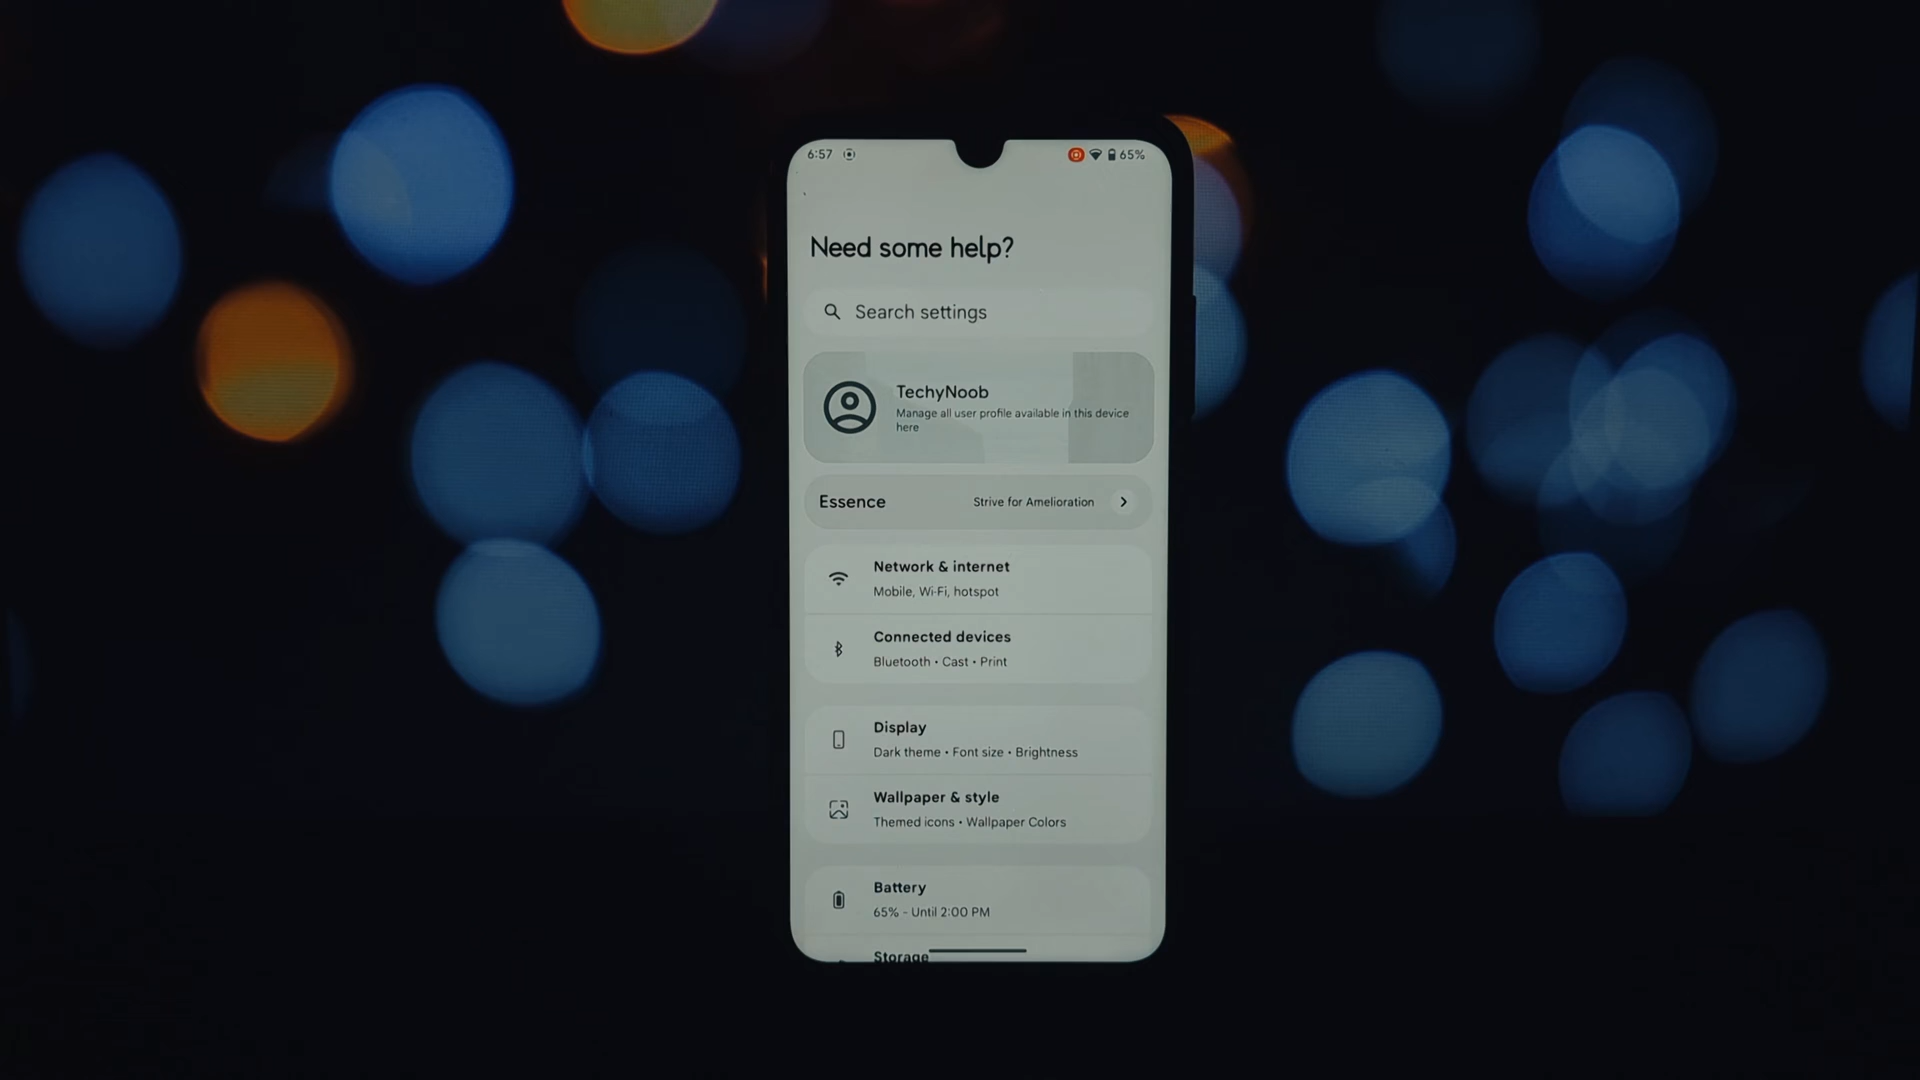 6:57 65%
Need some help?
Search settings
TechyNoob
Manage all user profile available in this device
here
Essence Strive for Amelioration
Network & internet
Mobile, Wi-Fi, hotspot
Connected devices
Bluetooth • Cast • Print
Display
Dark theme • Font size • Brightness
Wallpaper & style
Themed icons • Wallpaper Colors
Battery
65% - Until 2:00 PM
Storage